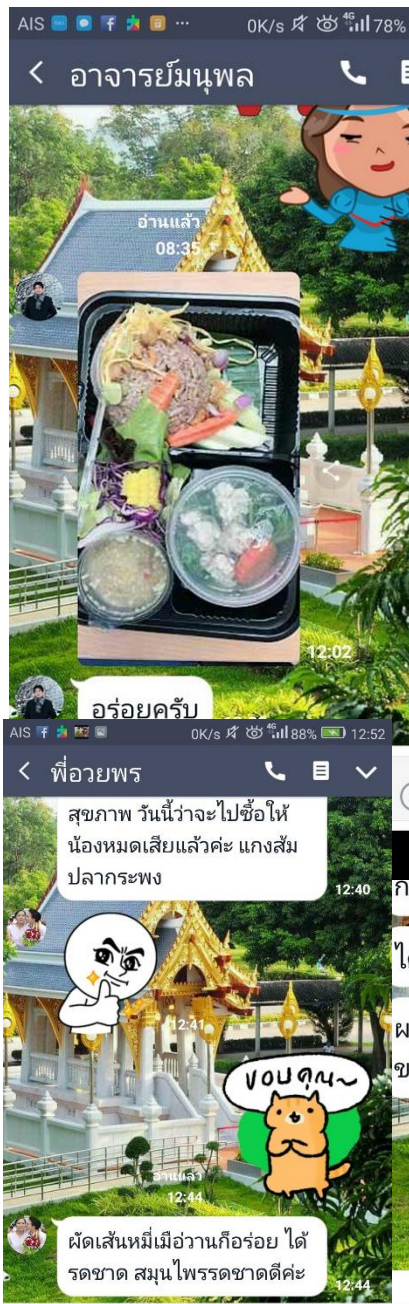 AIS ... 0K/s 4G 78%
อาจารย์มนุพล
อ่านแล้ว
08:35
12:02
อร่อยครับ
AIS 0K/s 4G 88% 12:52
พี่อวยพร
สุขภาพ วันนี้ว่าจะไปซื้อให้
น้องหมดเสียแล้วค่ะ แกงส้ม
ปลากระพง
12:40
12:41
ขอบคุณ~
อ่านแล้ว
12:44
ผัดเส้นหมี่เมือ่วานก็อร่อย ได้
รดชาด สมุนไพรรดชาดดีค่ะ
12:44